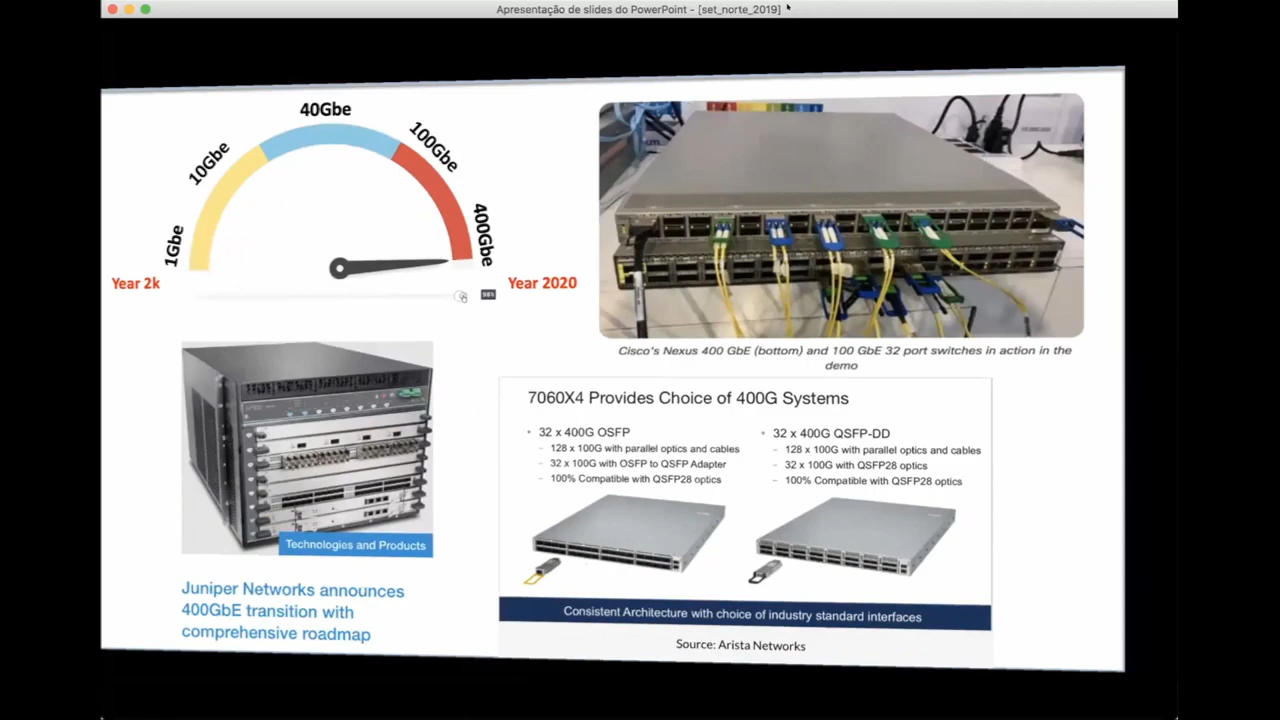 Apresentação de slides do PowerPoint - [set_norte_2019]
40Gbe
10Gbe
100Gbe
1Gbe
400Gbe
Year 2k
Year 2020
98%
Cisco's Nexus 400 GbE (bottom) and 100 GbE 32 port switches in action in the
demo
Technologies and Products
Juniper Networks announces
400GbE transition with
comprehensive roadmap
7060X4 Provides Choice of 400G Systems
• 32 x 400G OSFP
- 128 x 100G with parallel optics and cables
- 32 x 100G with OSFP to QSFP Adapter
- 100% Compatible with QSFP28 optics
• 32 x 400G QSFP-DD
- 128 x 100G with parallel optics and cables
- 32 x 100G with QSFP28 optics
- 100% Compatible with QSFP28 optics
Consistent Architecture with choice of industry standard interfaces
Source: Arista Networks